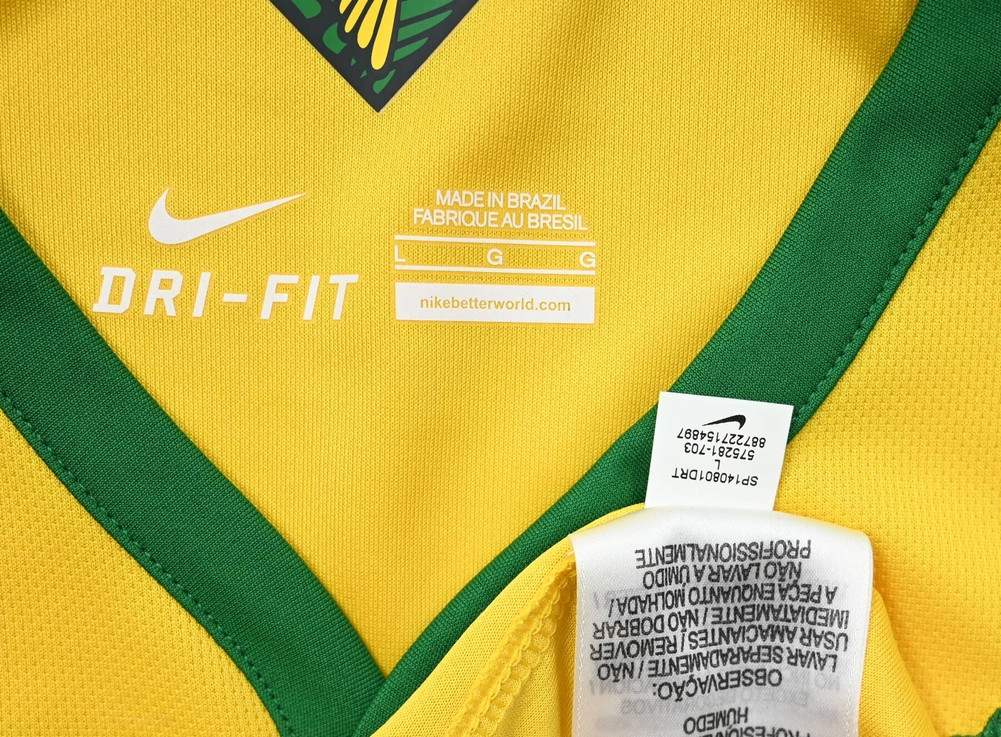 MADE IN BRAZIL
FABRIQUE AU BRESIL
L G G
nikebetterworld.com
DRI-FIT
SP140801DRT
L
575281-703
887227154897
HÚMEDO
OBSERVAÇÃO:
LAVAR SEPARADAMENTE / NÃO
USAR AMACIANTES / REMOVER
IMEDIATAMENTE / NÃO DOBRAR
A PEÇA ENQUANTO MOLHADA /
NÃO LAVAR A ÚMIDO
PROFISSIONALMENTE